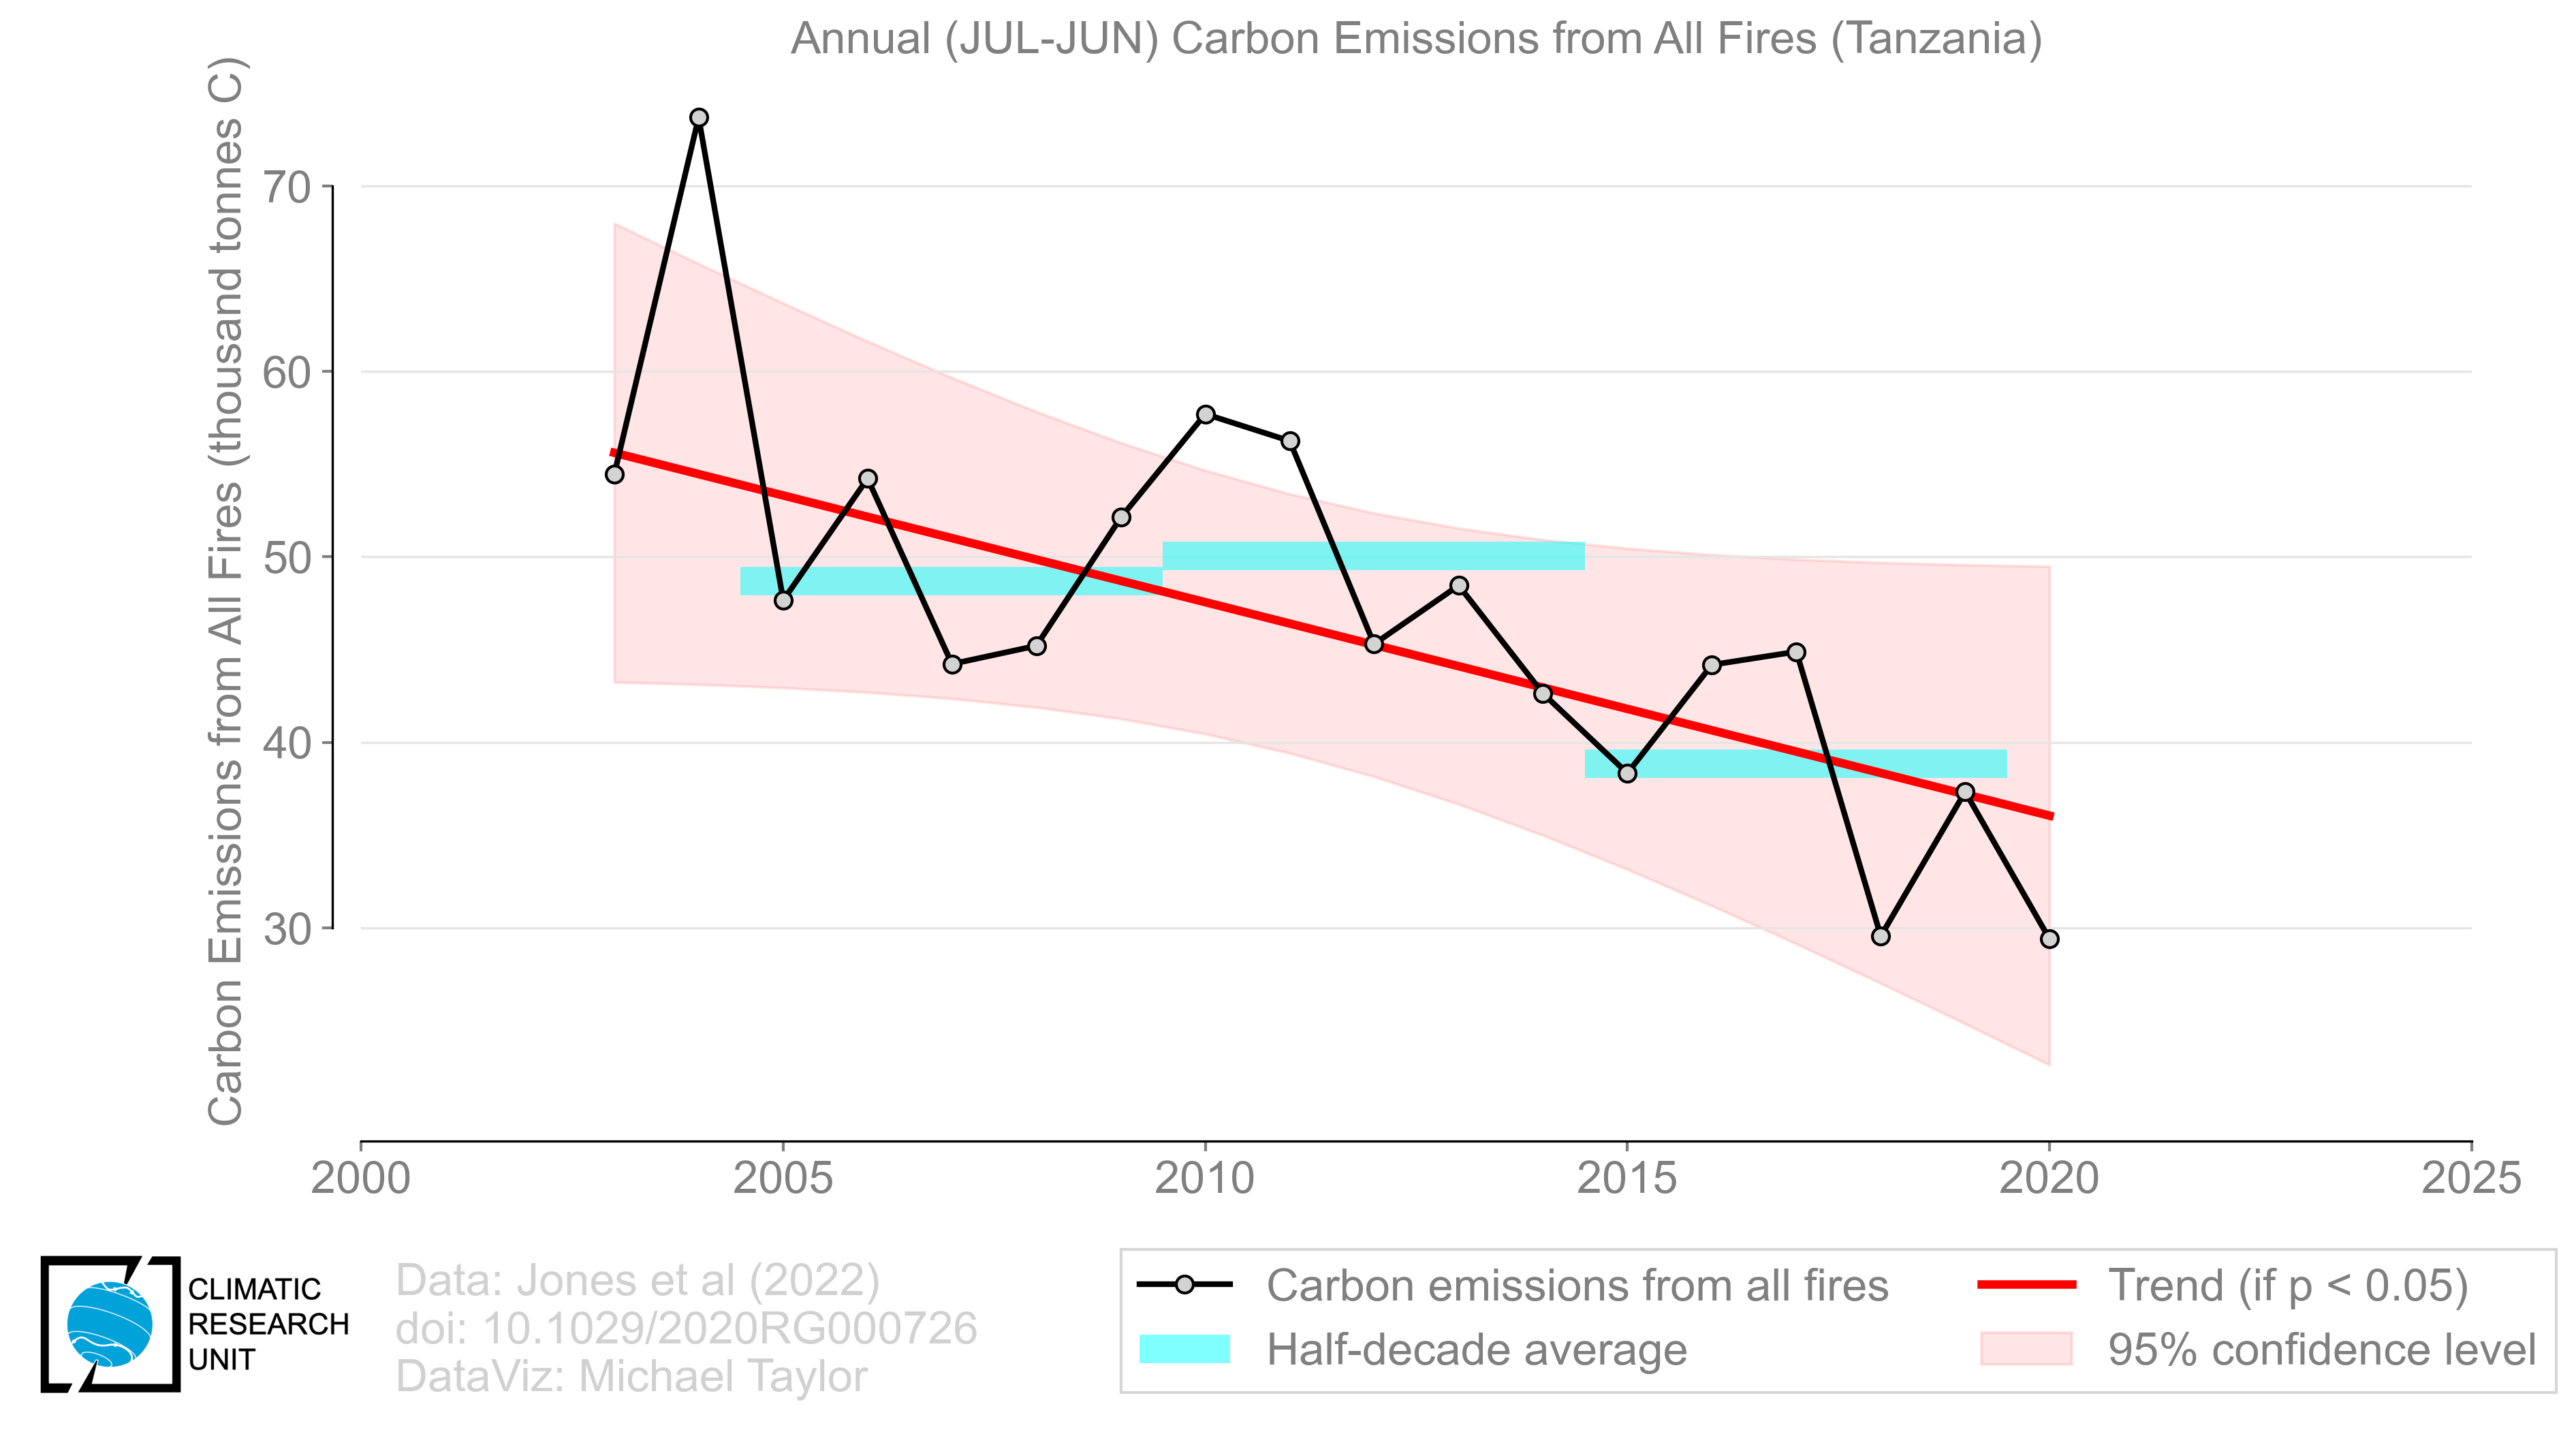 Annual (JUL-JUN) Carbon Emissions from All Fires (Tanzania)
Carbon Emissions from All Fires (thousand tonnes C)
70
60
50
40
30
2000 2005 2010 2015 2020 2025
CLIMATIC
RESEARCH
UNIT
Data: Jones et al (2022)
doi: 10.1029/2020RG000726
DataViz: Michael Taylor
Carbon emissions from all fires
Half-decade average
Trend (if p < 0.05)
95% confidence level